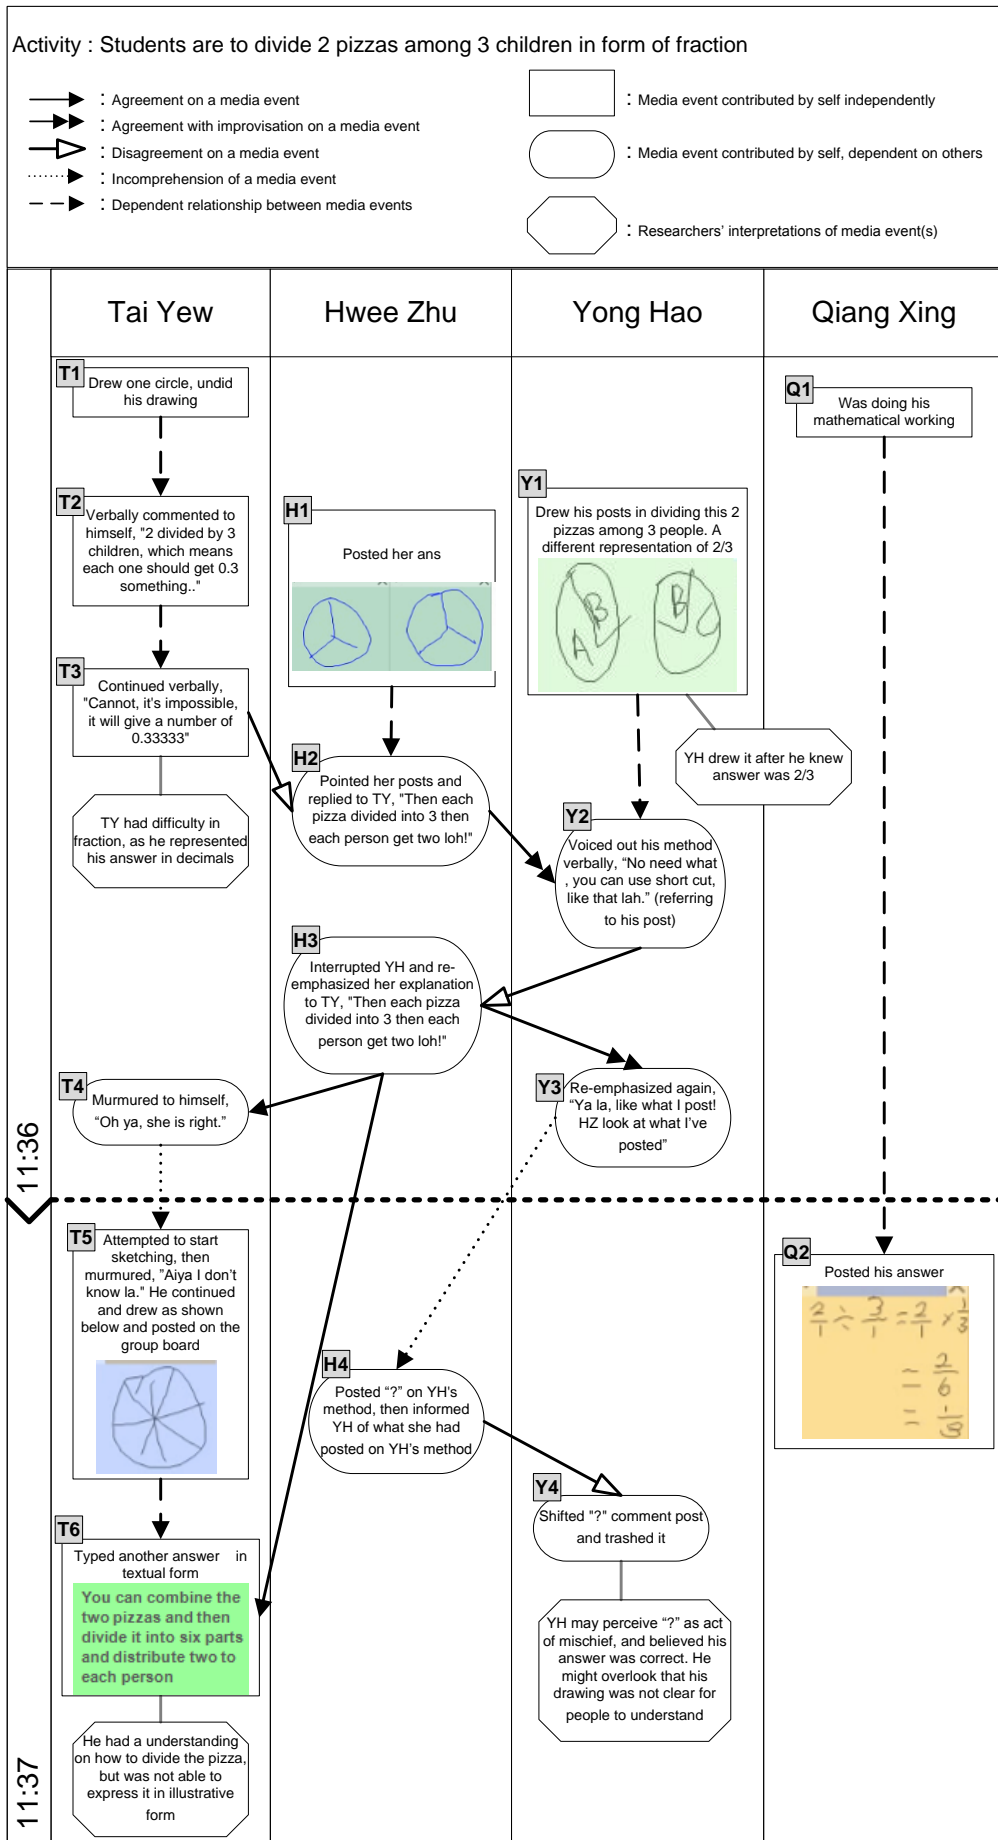 Activity : Students are to divide 2 pizzas among 3 children in form of fraction
: Agreement on a media event
: Agreement with improvisation on a media event
: Disagreement on a media event
: Incomprehension of a media event
: Dependent relationship between media events
: Media event contributed by self independently
: Media event contributed by self, dependent on others
: Researchers' interpretations of media event(s)
Tai Yew
Hwee Zhu
Yong Hao
Qiang Xing
11:36
T1
Drew one circle, undid
his drawing
Q1
Was doing his
mathematical working
T2
Verbally commented to
himself, "2 divided by 3
children, which means
each one should get 0.3
something.."
H1
Posted her ans
Y1
Drew his posts in dividing this 2
pizzas among 3 people. A
different representation of 2/3
A
B
B
C
T3
Continued verbally,
"Cannot, it's impossible,
it will give a number of
0.33333"
YH drew it after he knew
answer was 2/3
H2
Pointed her posts and
replied to TY, "Then each
pizza divided into 3 then
each person get two loh!"
TY had difficulty in
fraction, as he represented
his answer in decimals
Y2
Voiced out his method
verbally, “No need what
, you can use short cut,
like that lah.” (referring
to his post)
H3
Interrupted YH and re-
emphasized her explanation
to TY, "Then each pizza
divided into 3 then each
person get two loh!"
T4
Murmured to himself,
“Oh ya, she is right.”
Y3
Re-emphasized again,
“Ya la, like what I post!
HZ look at what I’ve
posted”
11:37
T5
Attempted to start
sketching, then
murmured, "Aiya I don't
know la." He continued
and drew as shown
below and posted on the
group board
Q2
Posted his answer
2/1 ÷ 3/1 = 2/1 × 1/3
= 2/6
= 1/3
H4
Posted “?” on YH’s
method, then informed
YH of what she had
posted on YH’s method
Y4
Shifted "?" comment post
and trashed it
T6
Typed another answer in
textual form
You can combine the
two pizzas and then
divide it into six parts
and distribute two to
each person
YH may perceive “?” as act
of mischief, and believed his
answer was correct. He
might overlook that his
drawing was not clear for
people to understand
He had a understanding
on how to divide the pizza,
but was not able to
express it in illustrative
form